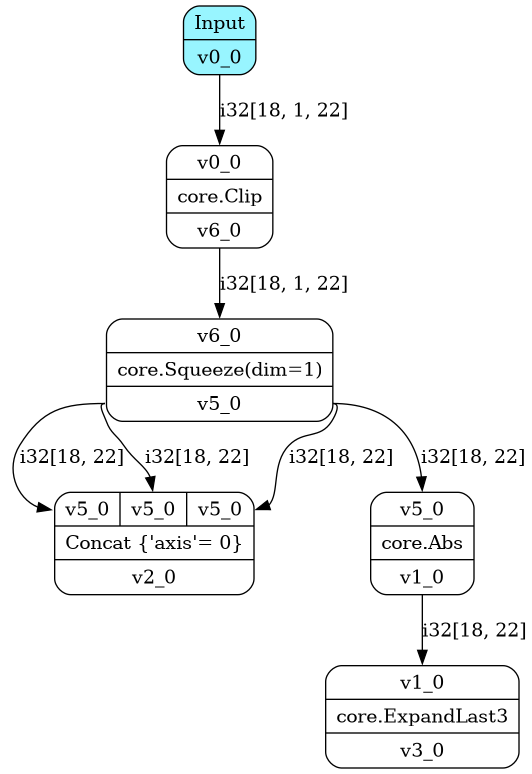 Input
v0_0
i32[18, 1, 22]
v0_0
core.Clip
v6_0
i32[18, 1, 22]
v6_0
core.Squeeze(dim=1)
v5_0
i32[18, 22] i32[18, 22] i32[18, 22] i32[18, 22]
v5_0 v5_0 v5_0
Concat {'axis'= 0}
v2_0
v5_0
core.Abs
v1_0
i32[18, 22]
v1_0
core.ExpandLast3
v3_0